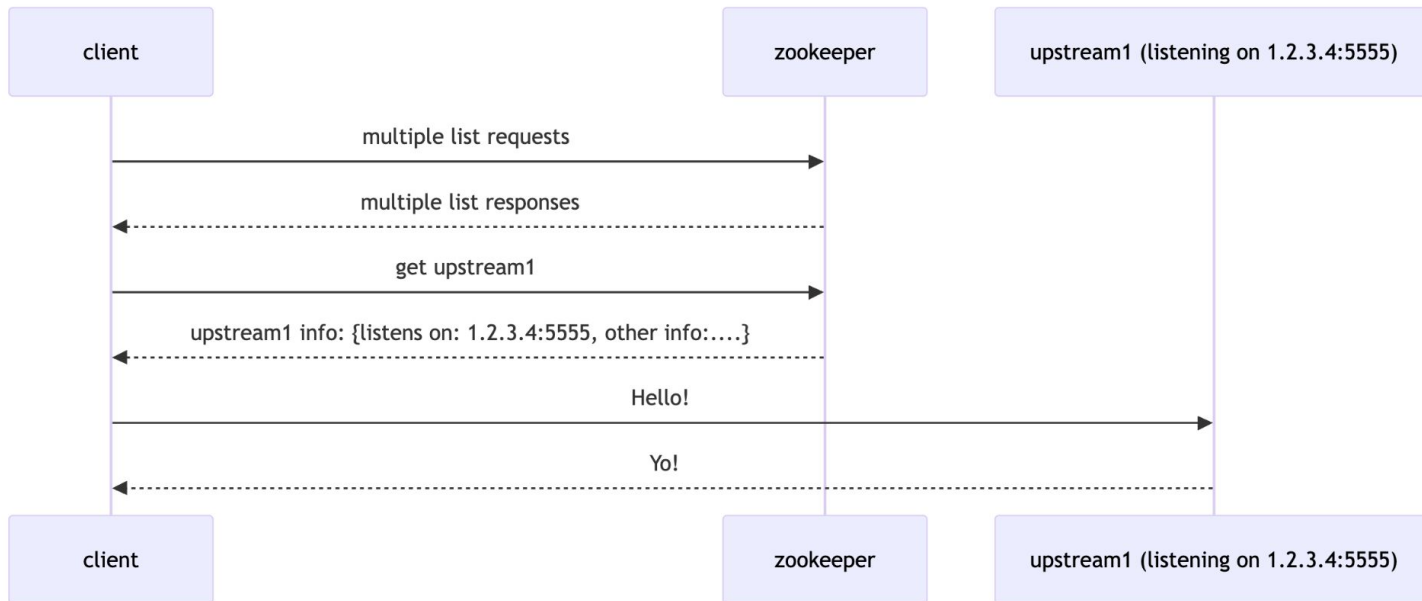 client
zookeeper
upstream1 (listening on 1.2.3.4:5555)
multiple list requests
multiple list responses
get upstream1
upstream1 info: {listens on: 1.2.3.4:5555, other info:....}
Hello!
Yo!
client
zookeeper
upstream1 (listening on 1.2.3.4:5555)